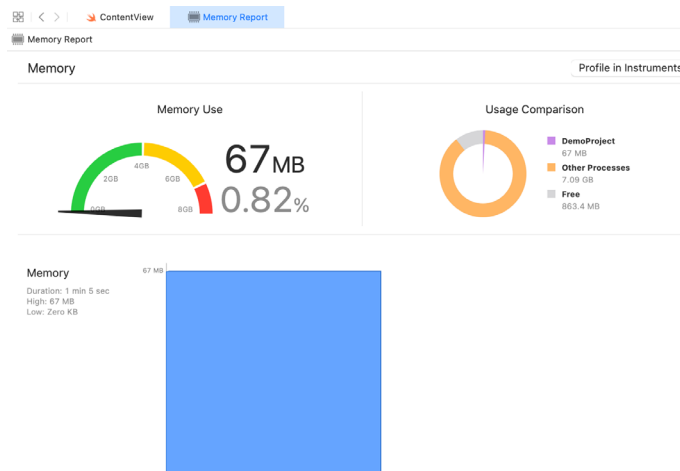 ContentView
Memory Report
Memory Report
Memory
Profile in Instruments
Memory Use
0GB
2GB
4GB
6GB
8GB
67 MB
0.82%
Usage Comparison
DemoProject
67 MB
Other Processes
7.09 GB
Free
863.4 MB
Memory
Duration: 1 min 5 sec
High: 67 MB
Low: Zero KB
67 MB